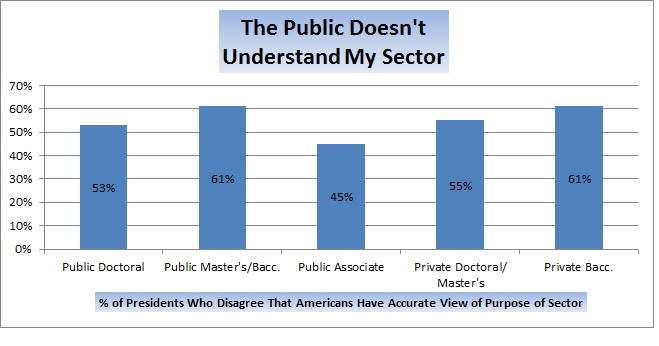 The Public Doesn't
Understand My Sector
70%
60%
50%
40%
30%
20%
10%
0%
53%
61%
45%
55%
61%
Public Doctoral
Public Master's/Bacc.
Public Associate
Private Doctoral/
Master's
Private Bacc.
% of Presidents Who Disagree That Americans Have Accurate View of Purpose of Sector